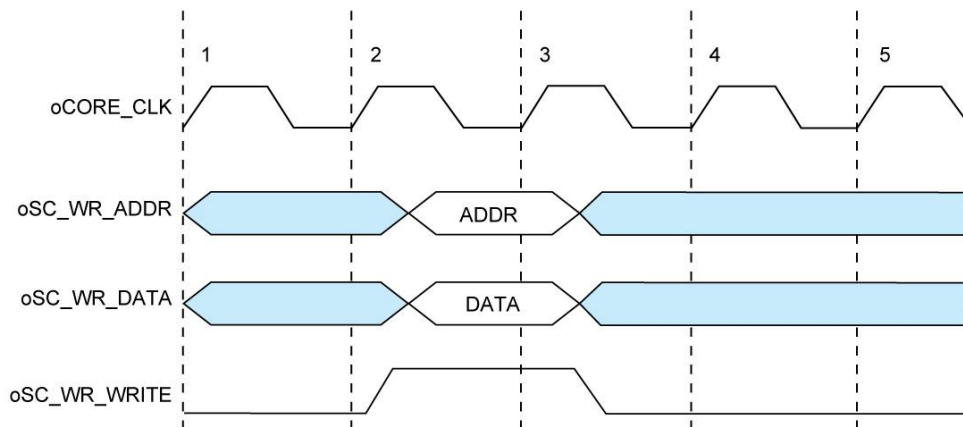 1 2 3 4 5
oCORE_CLK
oSC_WR_ADDR
ADDR
oSC_WR_DATA
DATA
oSC_WR_WRITE